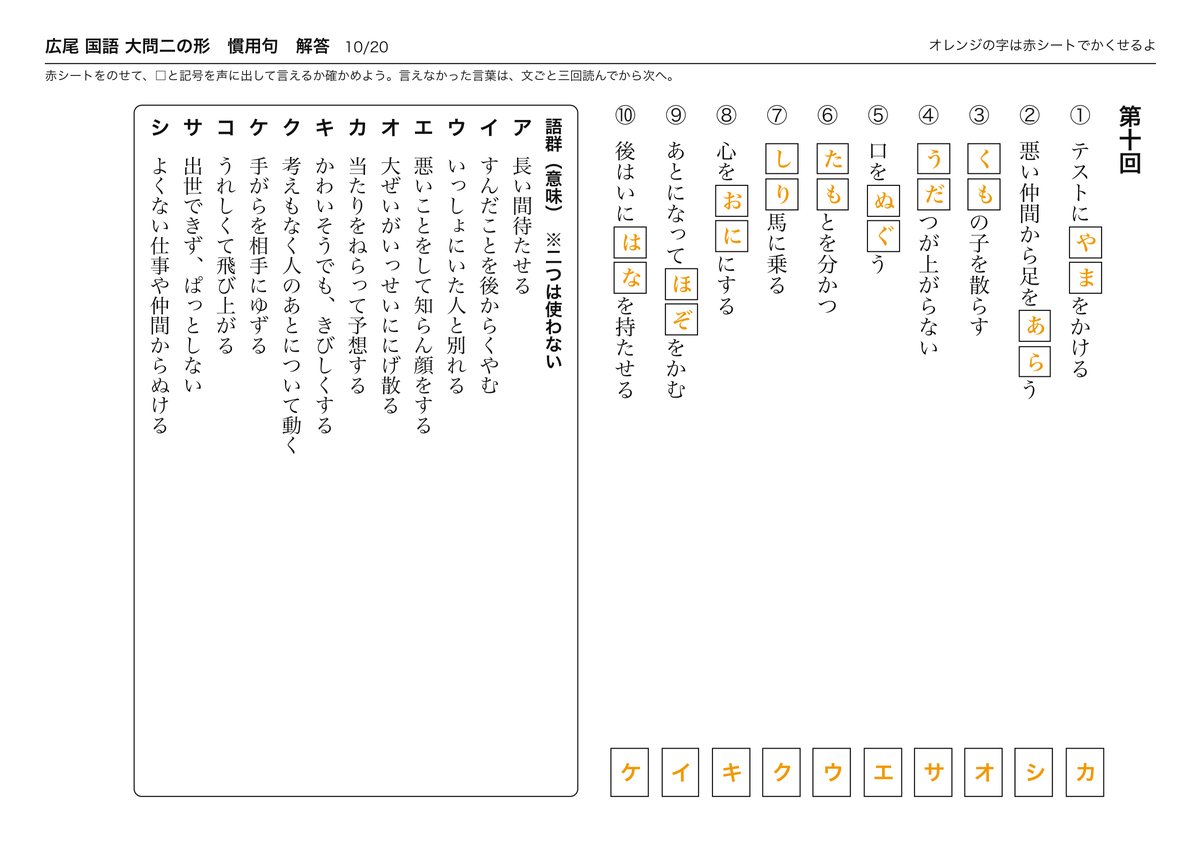 広尾 国語 大問二の形　慣用句　解答　10/20
オレンジの字は赤シートでかくせるよ
赤シートをのせて、□と記号を声に出して言えるか確かめよう。言えなかった言葉は、文ごと三回読んでから次へ。
第十回
① テストにやまをかける カ
② 悪い仲間から足をあらう シ
③ くもの子を散らす オ
④ うだつが上がらない サ
⑤ 口をぬぐう エ
⑥ たもとを分かつ ウ
⑦ しり馬に乗る ク
⑧ 心をおににする キ
⑨ あとになってほぞをかむ イ
⑩ 後はいにはなを持たせる ケ
語群（意味）　※二つは使わない
ア　長い間待たせる
イ　すんだことを後からくやむ
ウ　いっしょにいた人と別れる
エ　悪いことをして知らん顔をする
オ　大ぜいがいっせいににげ散る
カ　当たりをねらって予想する
キ　かわいそうでも、きびしくする
ク　考えもなく人のあとについて動く
ケ　手がらを相手にゆずる
コ　うれしくて飛び上がる
サ　出世できず、ぱっとしない
シ　よくない仕事や仲間からぬける